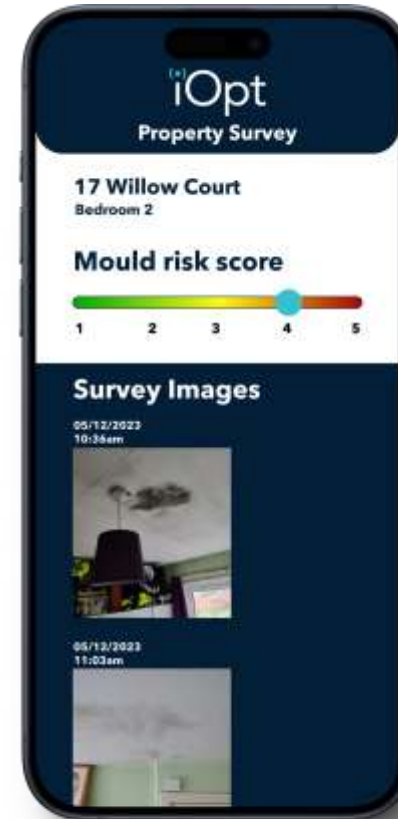 iOpt
Property Survey
17 Willow Court
Bedroom 2
Mould risk score
1 2 3 4 5
Survey Images
05/12/2023
10:36am
05/12/2023
11:03am